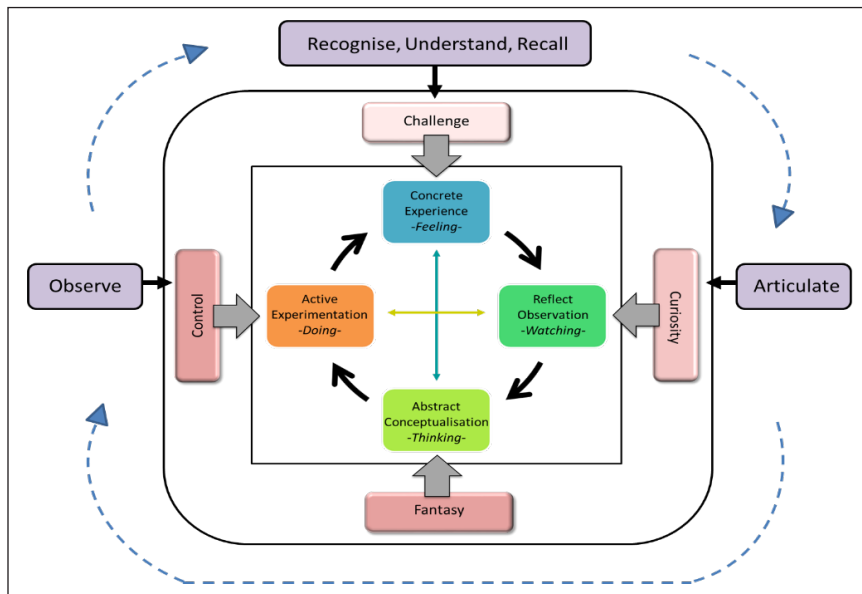 Recognise, Understand, Recall
Challenge
Concrete
Experience
-Feeling-
Observe
Control
Active
Experimentation
-Doing-
Reflect
Observation
-Watching-
Curiosity
Articulate
Abstract
Conceptualisation
-Thinking-
Fantasy